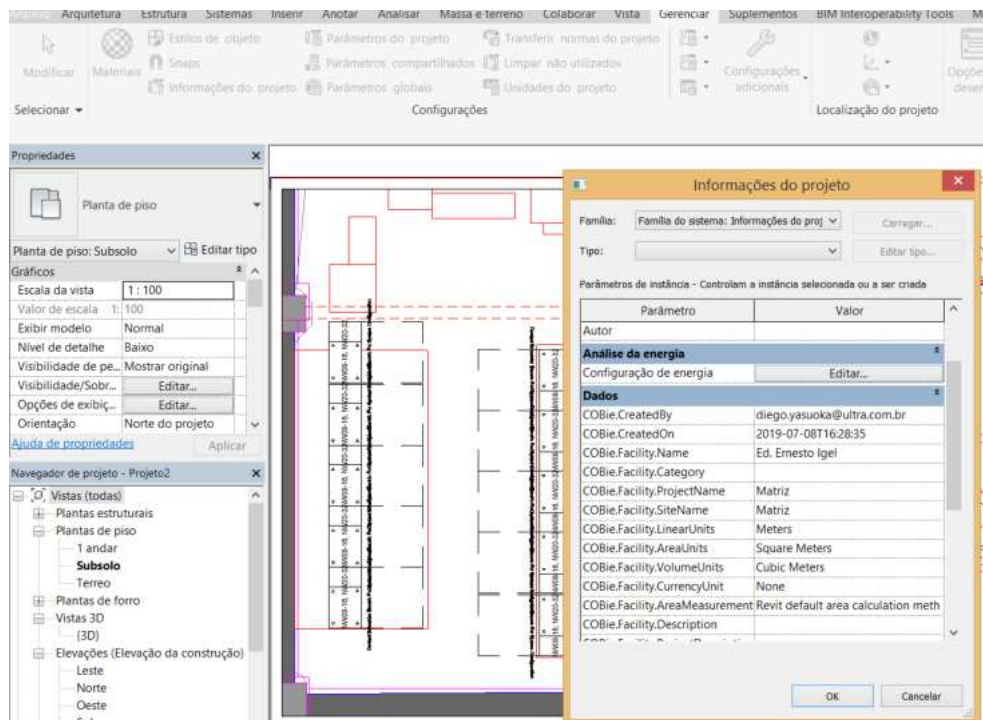 Arquivo Arquitetura Estrutura Sistemas Inserir Anotar Analisar Massa e terreno Colaborar Vista Gerenciar Suplementos BIM Interoperability Tools
Estilos de objeto Parâmetros do projeto Transferir normas do projeto
Snaps Parâmetros compartilhados Limpar não utilizados
Modificar Materiais Configurações adicionais
Informações do projeto Parâmetros globais Unidades do projeto
Selecionar Configurações Localização do projeto
Propriedades
Planta de piso
Planta de piso: Subsolo Editar tipo
Gráficos
Escala da vista 1 : 100
Valor de escala 1: 100
Exibir modelo Normal
Nível de detalhe Baixo
Visibilidade de pe... Mostrar original
Visibilidade/Sobr... Editar...
Opções de exibiç... Editar...
Orientação Norte do projeto
Ajuda de propriedades Aplicar
Navegador de projeto - Projeto2
Vistas (todas)
Plantas estruturais
Plantas de piso
1 andar
Subsolo
Terreo
Plantas de forro
Vistas 3D
{3D}
Elevações (Elevação da construção)
Leste
Norte
Oeste
Informações do projeto
Família: Família do sistema: Informações do proj Carregar...
Tipo: Editar tipo...
Parâmetros de instância - Controlam a instância selecionada ou a ser criada
Parâmetro Valor
Autor
Análise da energia
Configuração de energia Editar...
Dados
COBie.CreatedBy diego.yasuoka@ultra.com.br
COBie.CreatedOn 2019-07-08T16:28:35
COBie.Facility.Name Ed. Ernesto Igel
COBie.Facility.Category
COBie.Facility.ProjectName Matriz
COBie.Facility.SiteName Matriz
COBie.Facility.LinearUnits Meters
COBie.Facility.AreaUnits Square Meters
COBie.Facility.VolumeUnits Cubic Meters
COBie.Facility.CurrencyUnit None
COBie.Facility.AreaMeasurement Revit default area calculation meth
COBie.Facility.Description
OK Cancelar